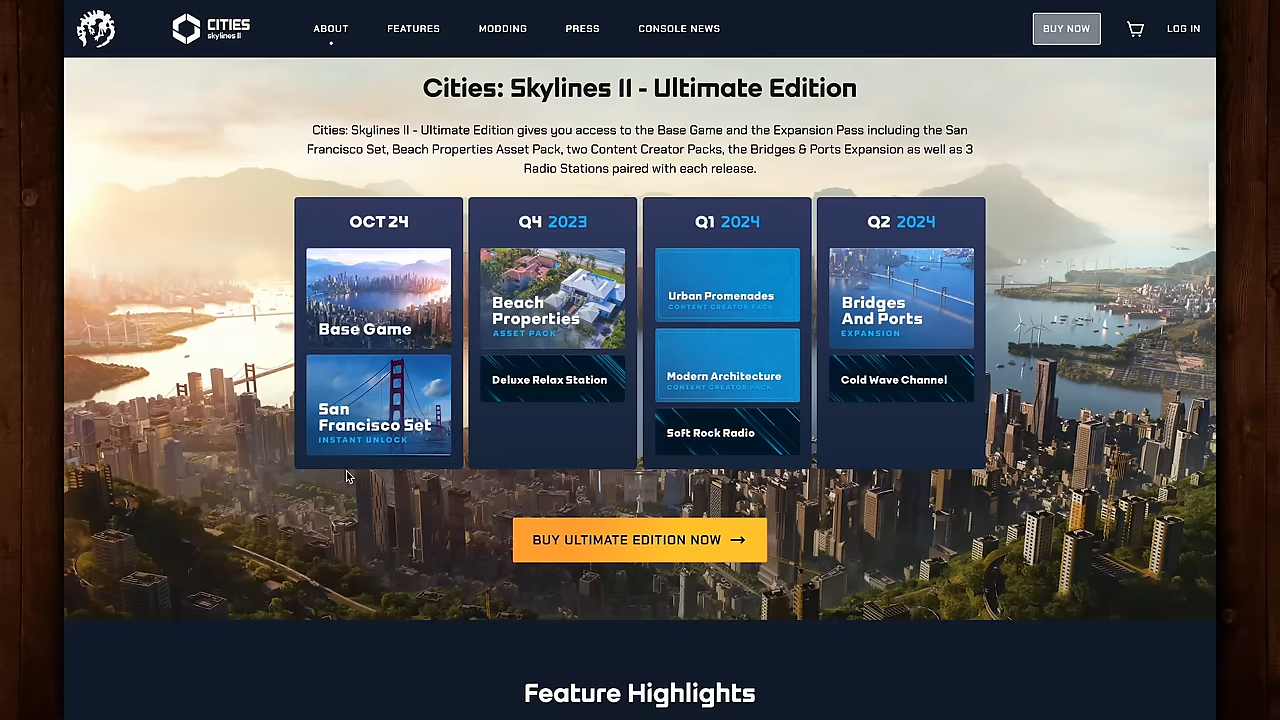 CITIES
skylines II
ABOUT
FEATURES
MODDING
PRESS
CONSOLE NEWS
BUY NOW
LOG IN
Cities: Skylines II - Ultimate Edition
Cities: Skylines II - Ultimate Edition gives you access to the Base Game and the Expansion Pass including the San
Francisco Set, Beach Properties Asset Pack, two Content Creator Packs, the Bridges & Ports Expansion as well as 3
Radio Stations paired with each release.
OCT 24
Base Game
San
Francisco Set
INSTANT UNLOCK
Q4 2023
Beach
Properties
ASSET PACK
Deluxe Relax Station
Q1 2024
Urban Promenades
CONTENT CREATOR PACK
Modern Architecture
CONTENT CREATOR PACK
Soft Rock Radio
Q2 2024
Bridges
And Ports
EXPANSION
Cold Wave Channel
BUY ULTIMATE EDITION NOW →
Feature Highlights